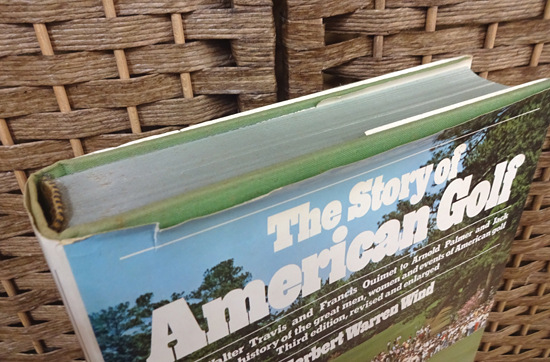 The Story of
American Golf
Walter Travis and Francis Ouimet to Arnold Palmer and Jack
history of the great men, women and events of American golf
Third edition, revised and enlarged
Herbert Warren Wind